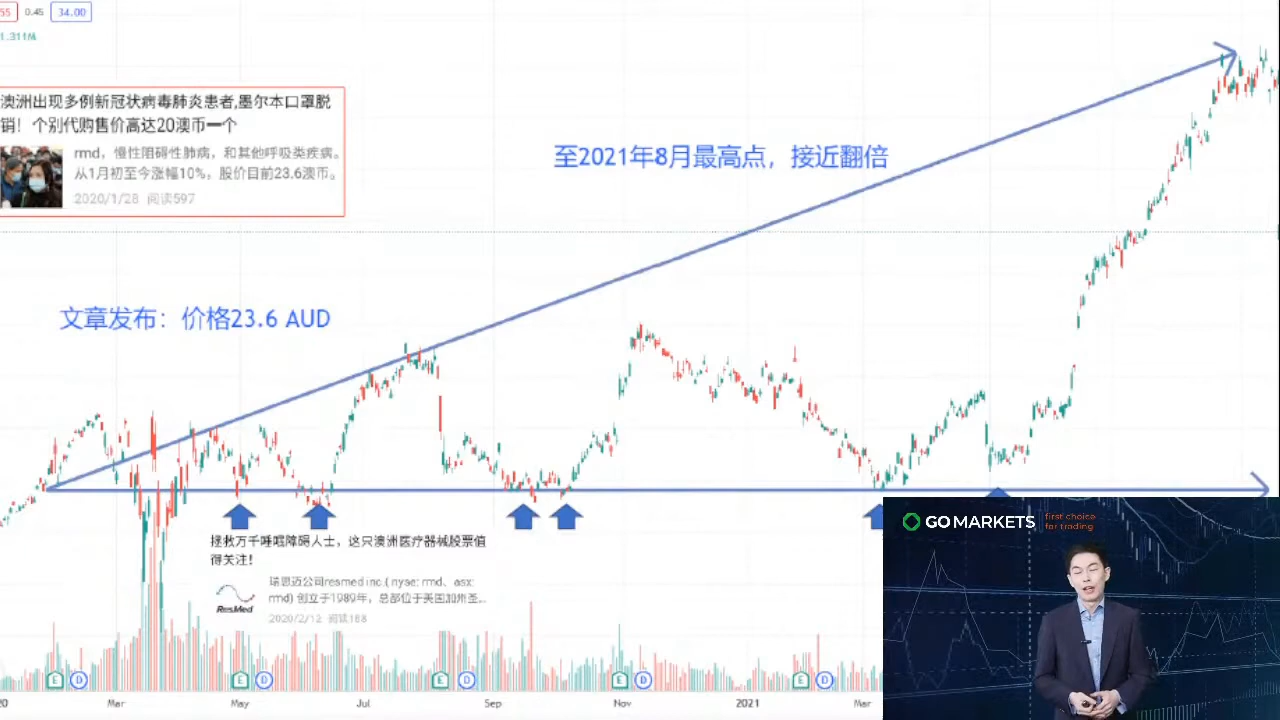 55 0.45 34.00
1.311M
澳洲出现多例新冠状病毒肺炎患者,墨尔本口罩脱
销！个别代购售价高达20澳币一个
rmd，慢性阻碍性肺病，和其他呼吸类疾病。
从1月初至今涨幅10%，股价目前23.6澳币。
2020/1/28 阅读597
至2021年8月最高点，接近翻倍
文章发布：价格23.6 AUD
拯救万千睡眠障碍人士，这只澳洲医疗器械股票值
得关注！
瑞思迈公司resmed inc.( nyse: rmd、asx:
rmd) 创立于1989年，总部位于美国加州圣...
ResMed
2020/2/12 阅读168
GO MARKETS
first choice
for trading
E D E D E D E D E D
20 Mar May Jul Sep Nov 2021 Mar